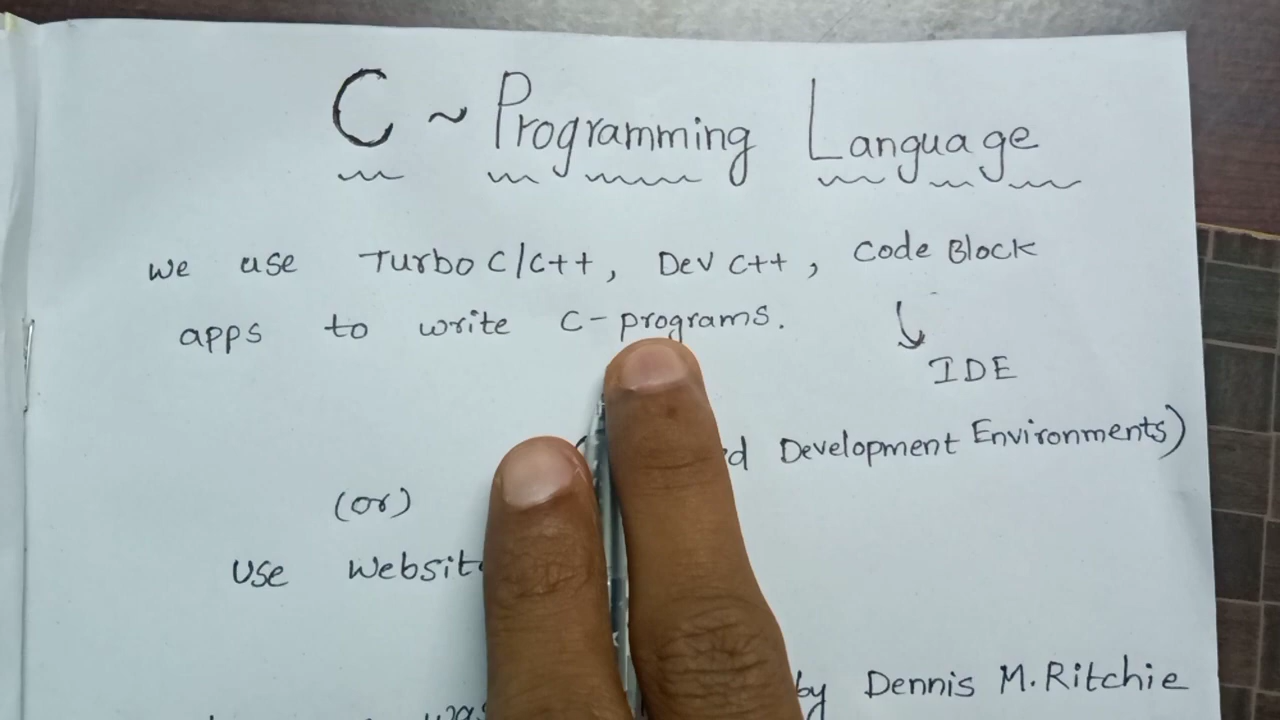 C ~ Programming Language
We use Turbo C/C++, Dev C++, Code Block
apps to write C-programs.
IDE
Development Environments)
(or)
Use
by Dennis M. Ritchie